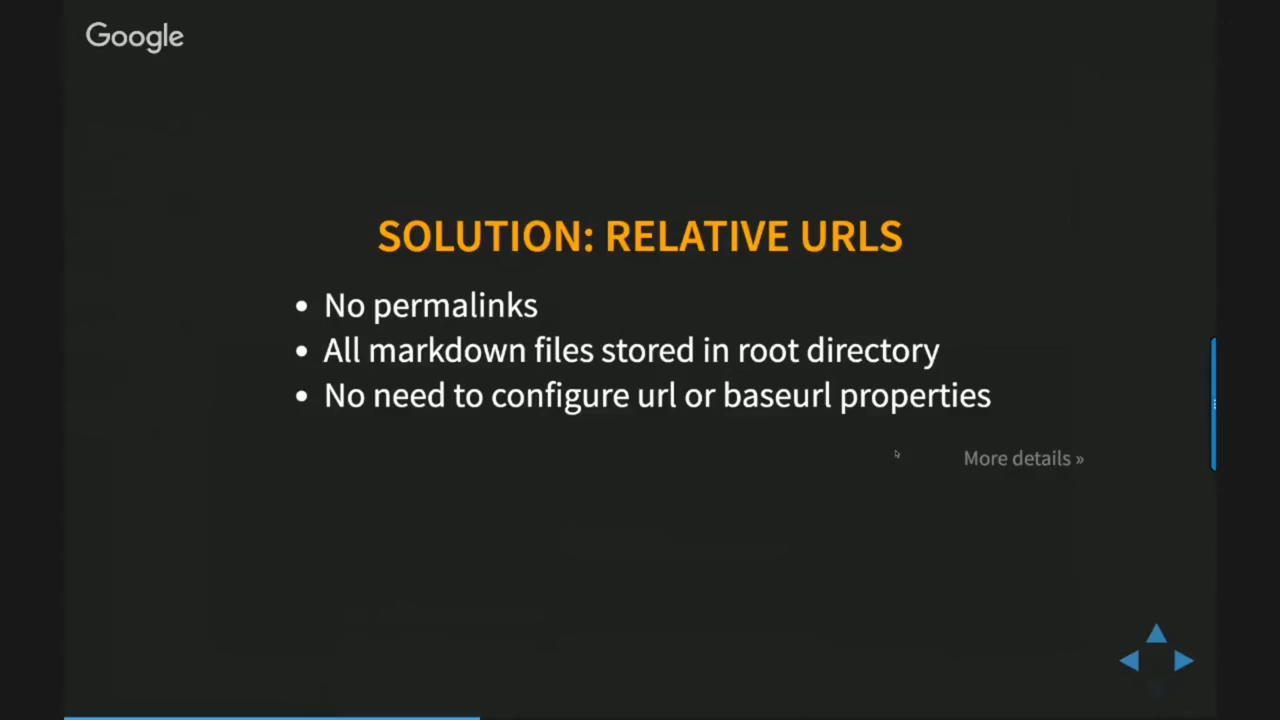 Google
SOLUTION: RELATIVE URLS
• No permalinks
• All markdown files stored in root directory
• No need to configure url or baseurl properties
More details »